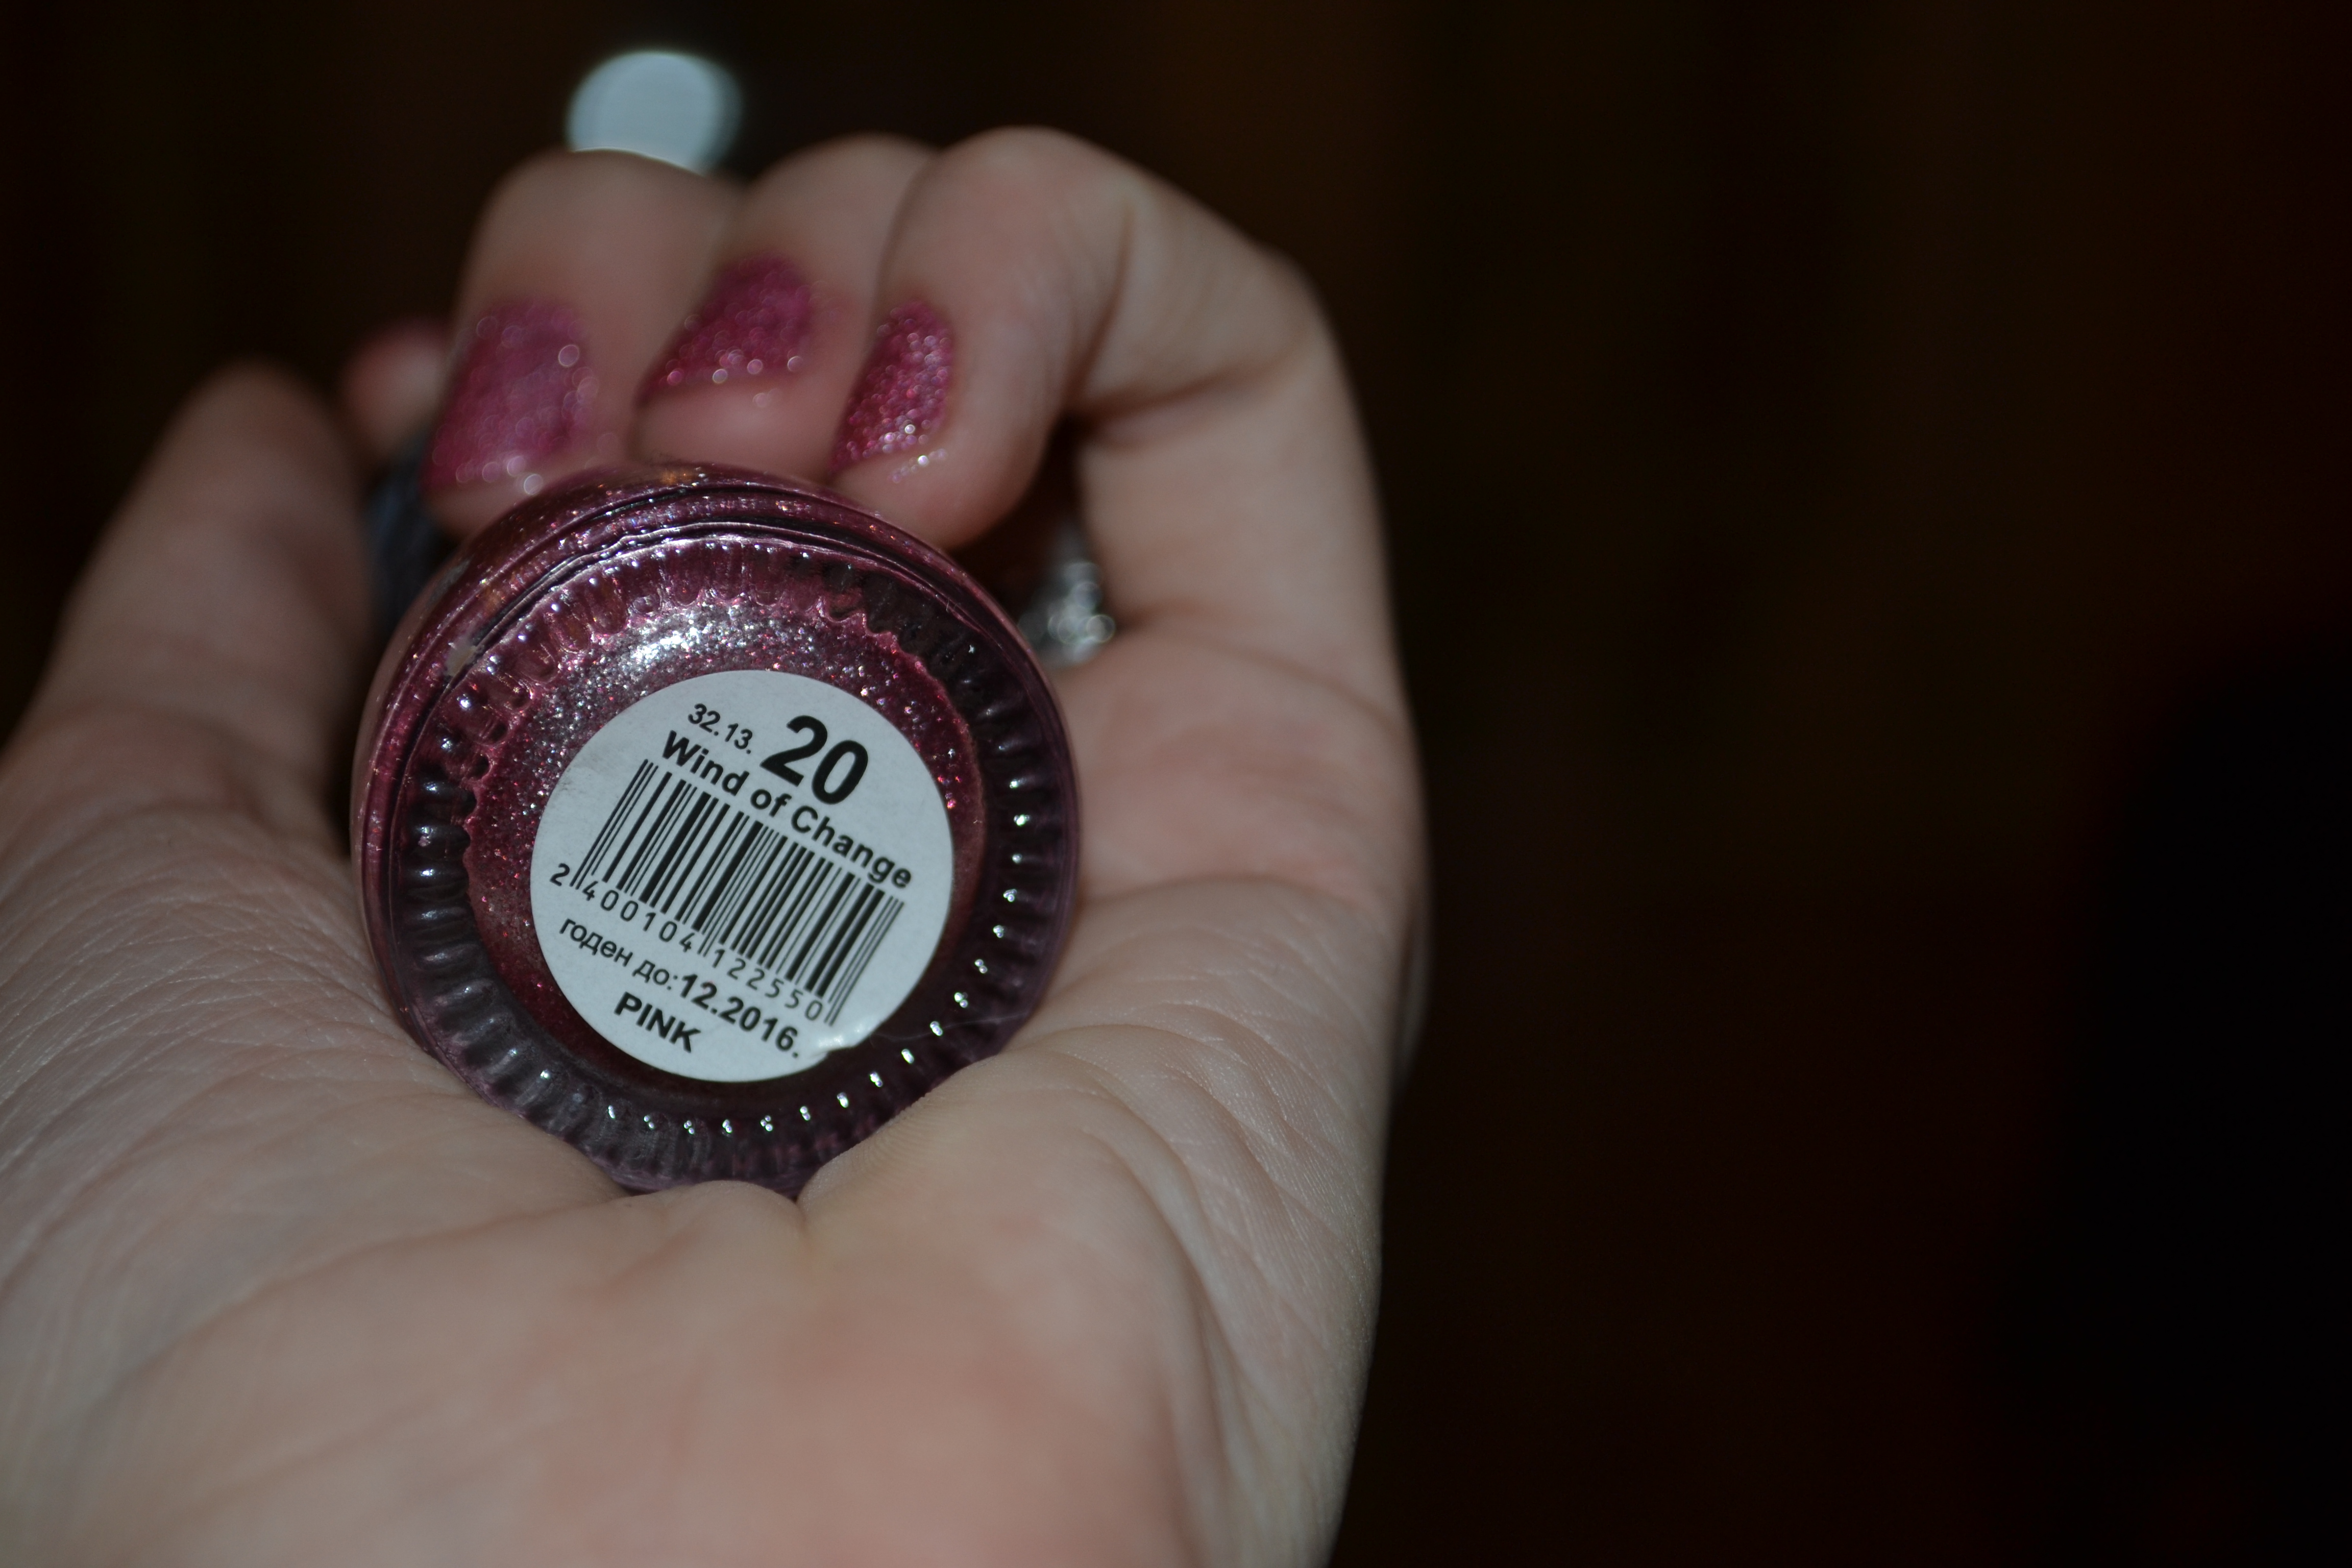 32.13. 20
Wind of Change
2400104122550
годен до:12.2016.
PINK